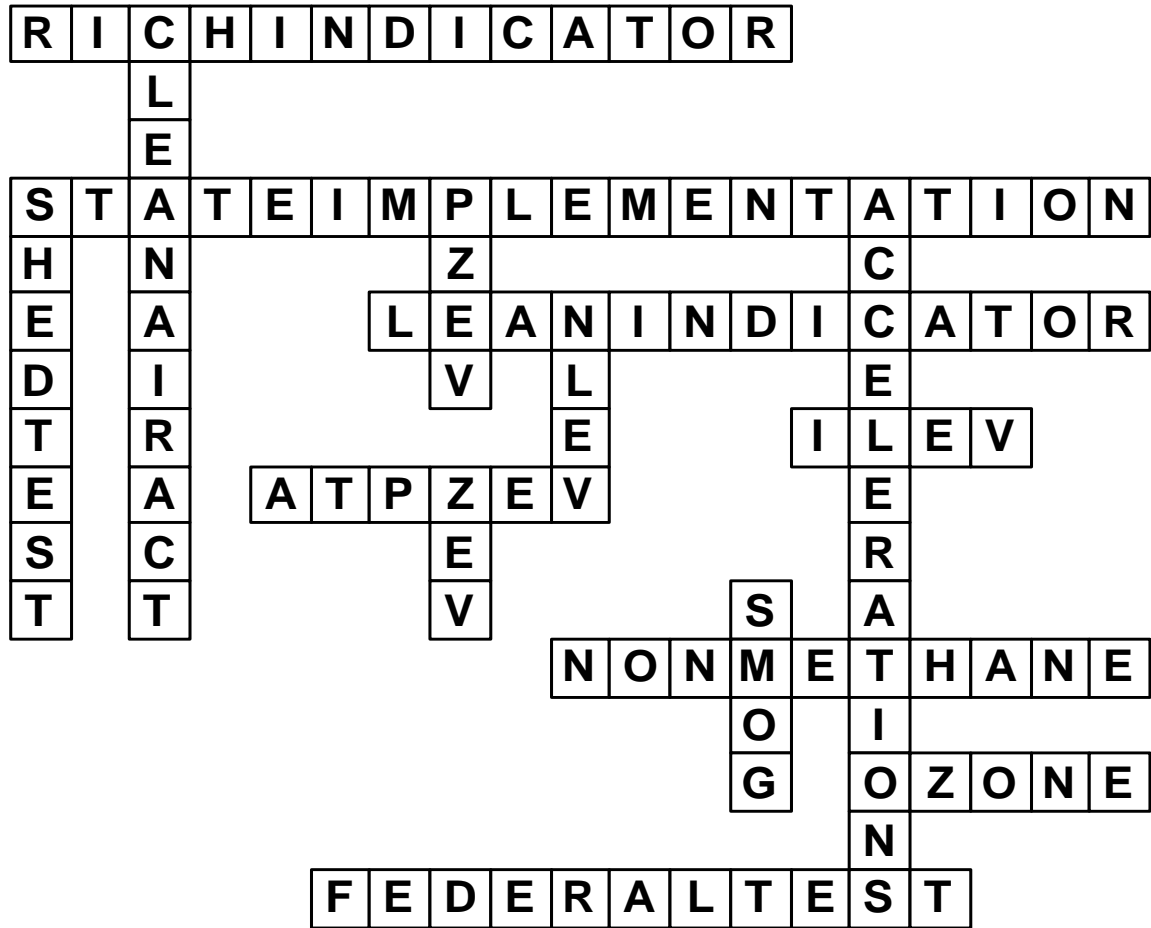 RICHINDICATOR
CLEANAIRACT
STATEIMPLEMENTATION
SHEDTEST
PZEV
ACCELERATIONS
LEANINDICATOR
NLEV
ILEV
ATPZEV
ZEV
SMOG
NONMETHANE
OZONE
FEDERALTEST